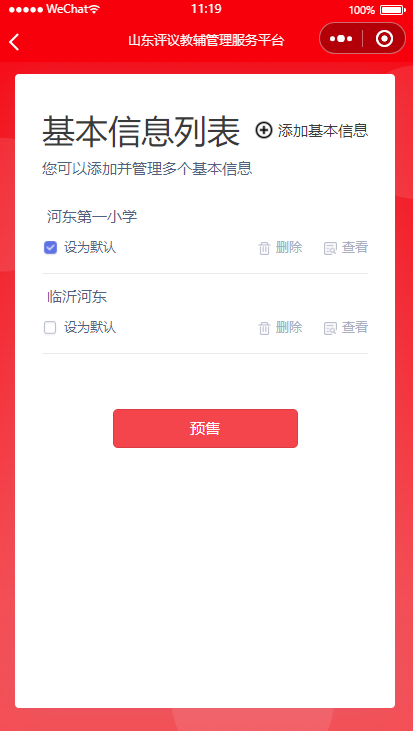 WeChat 11:19 100%
山东评议教辅管理服务平台
基本信息列表 添加基本信息
您可以添加并管理多个基本信息
河东第一小学
设为默认 删除 查看
临沂河东
设为默认 删除 查看
预售